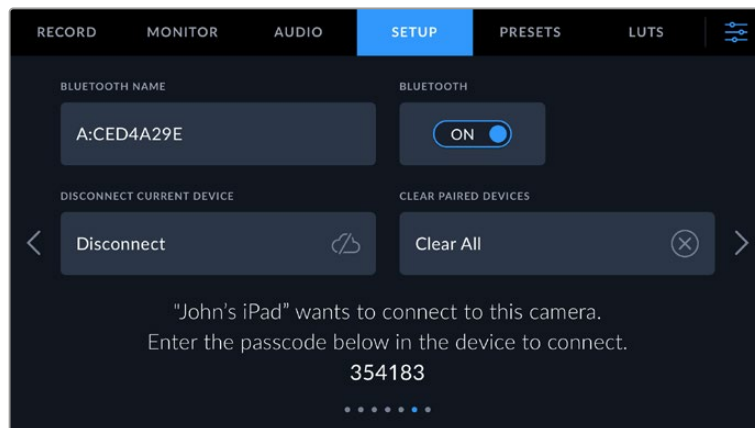 RECORD MONITOR AUDIO SETUP PRESETS LUTS
BLUETOOTH NAME BLUETOOTH
A:CED4A29E ON
DISCONNECT CURRENT DEVICE CLEAR PAIRED DEVICES
Disconnect Clear All
"John's iPad” wants to connect to this camera.
Enter the passcode below in the device to connect.
354183